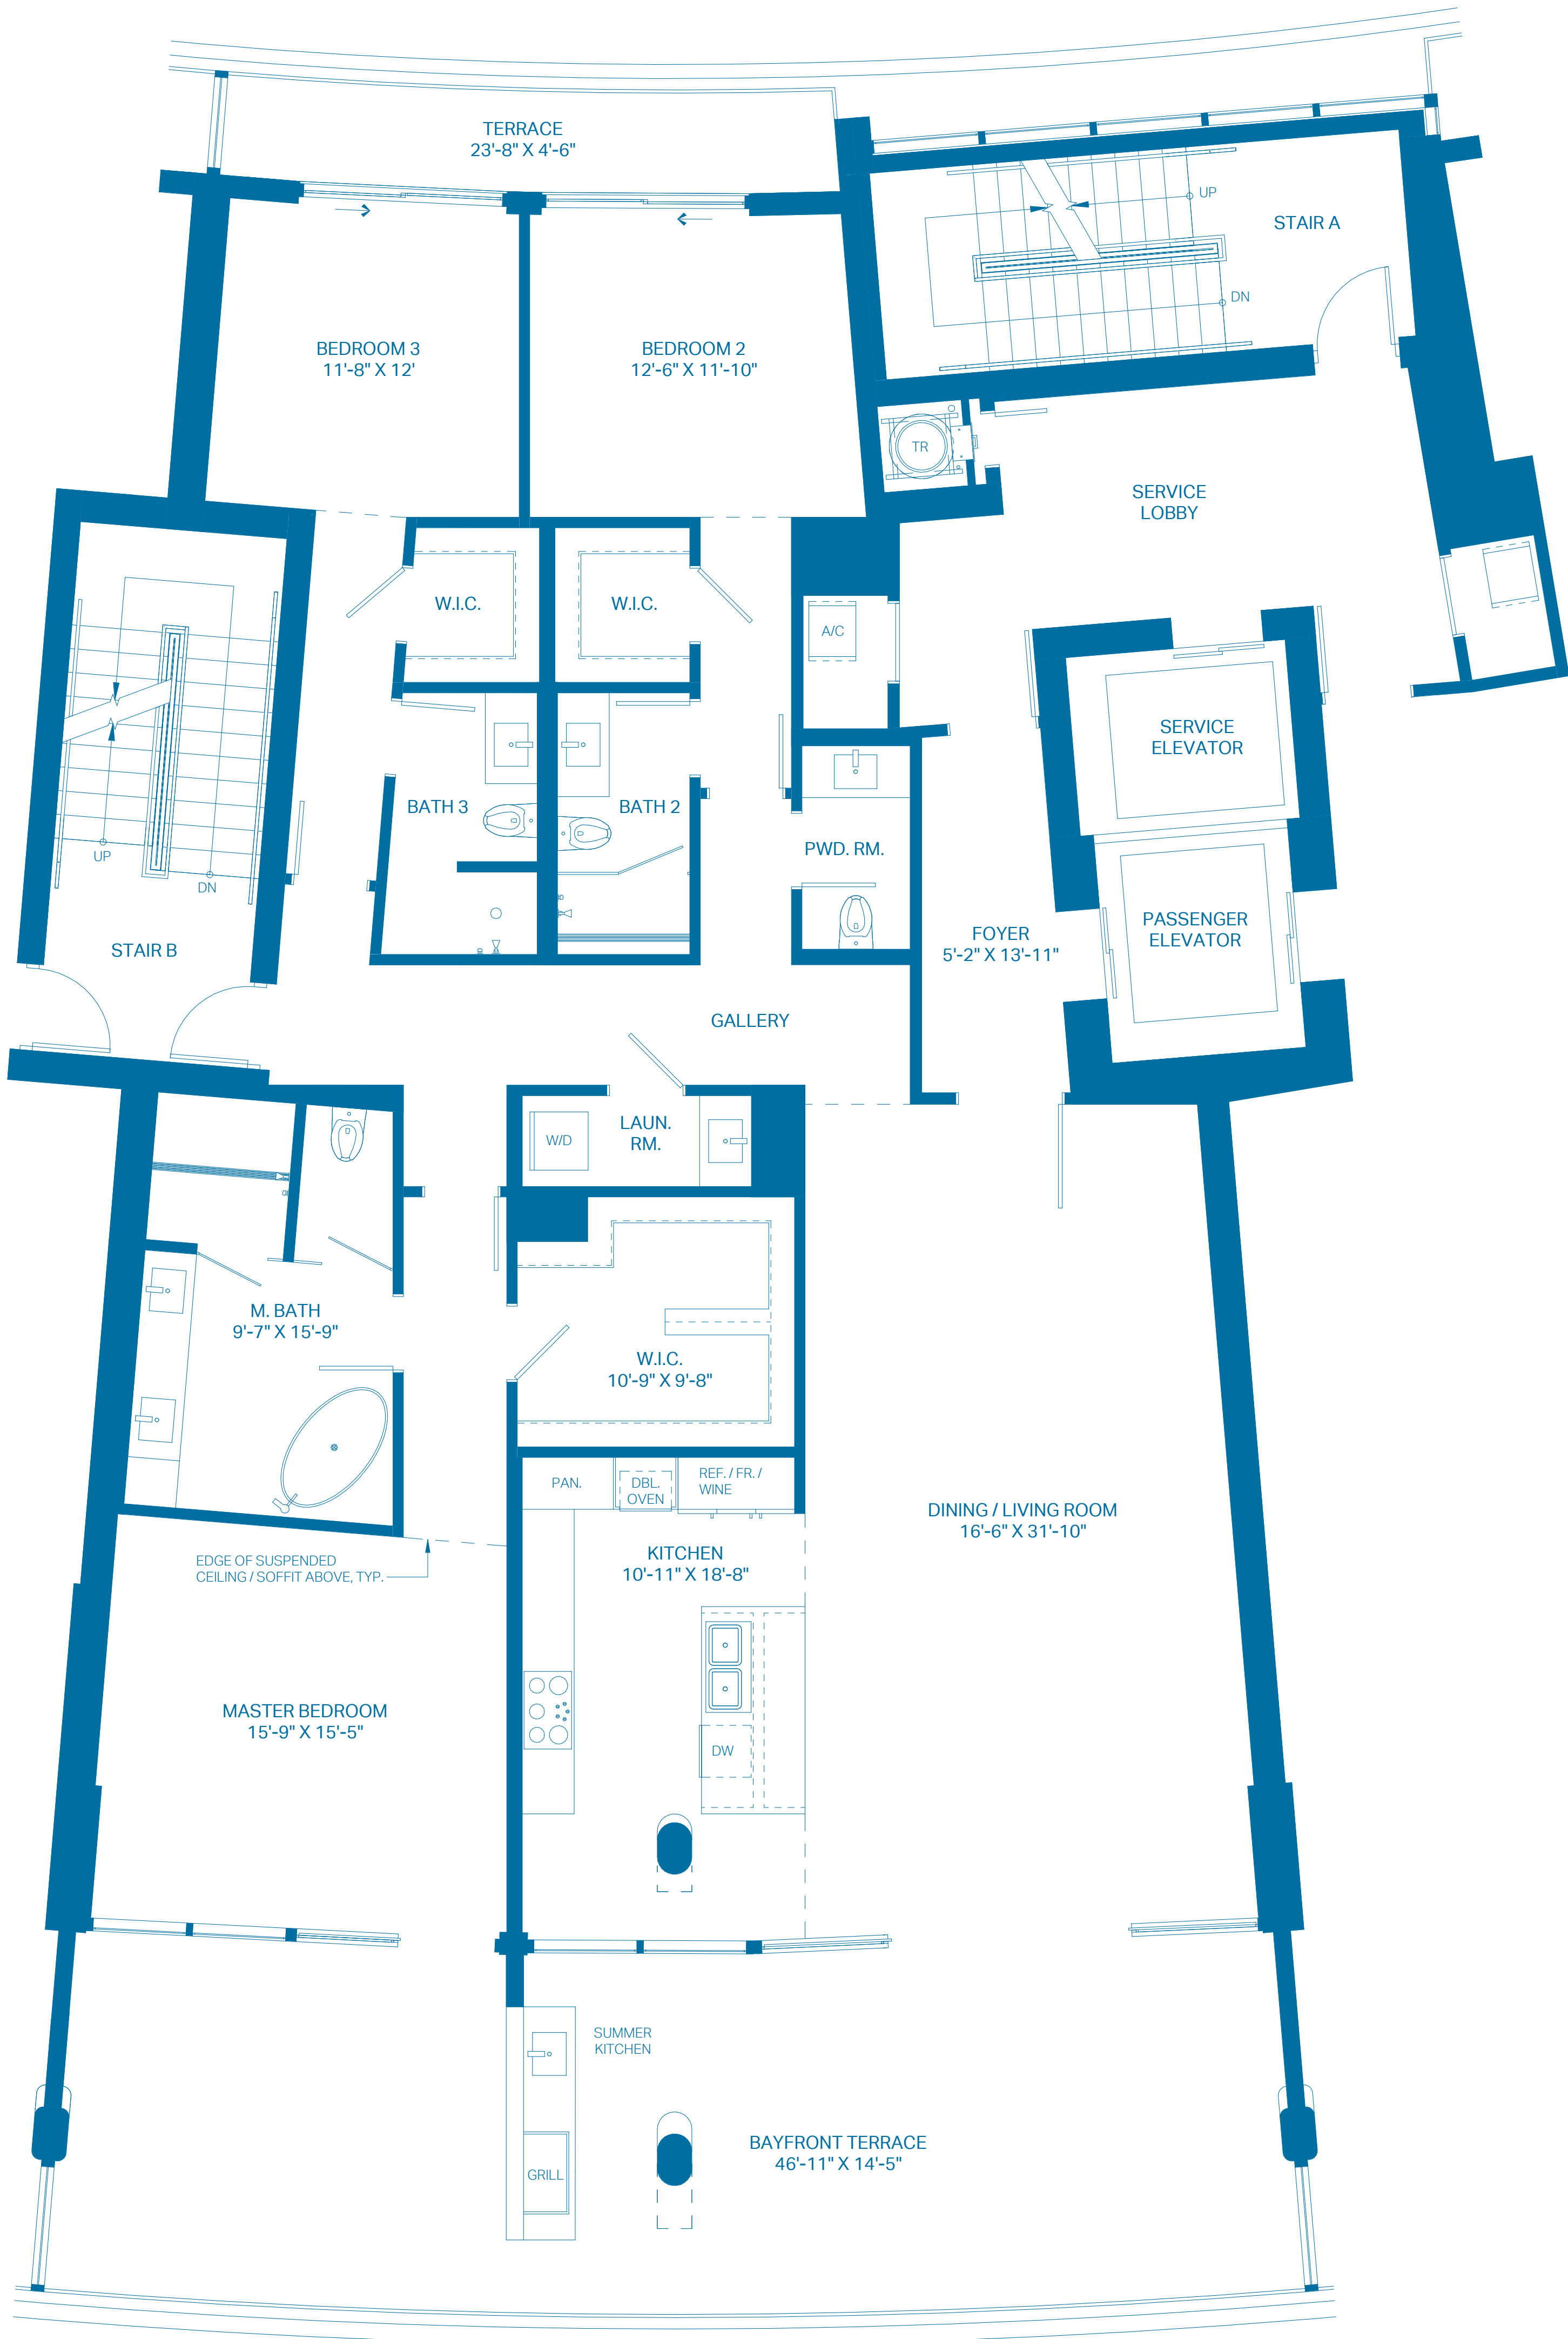 TERRACE
23'-8" X 4'-6"
UP
STAIR A
DN
BEDROOM 3
11'-8" X 12'
BEDROOM 2
12'-6" X 11'-10"
TR
SERVICE
LOBBY
W.I.C.
W.I.C.
A/C
SERVICE
ELEVATOR
BATH 3
BATH 2
PWD. RM.
UP
DN
STAIR B
FOYER
5'-2" X 13'-11"
PASSENGER
ELEVATOR
GALLERY
W/D
LAUN.
RM.
M. BATH
9'-7" X 15'-9"
W.I.C.
10'-9" X 9'-8"
PAN.
DBL.
OVEN
REF. / FR. /
WINE
DINING / LIVING ROOM
16'-6" X 31'-10"
EDGE OF SUSPENDED
CEILING / SOFFIT ABOVE, TYP.
KITCHEN
10'-11" X 18'-8"
MASTER BEDROOM
15'-9" X 15'-5"
DW
SUMMER
KITCHEN
GRILL
BAYFRONT TERRACE
46'-11" X 14'-5"